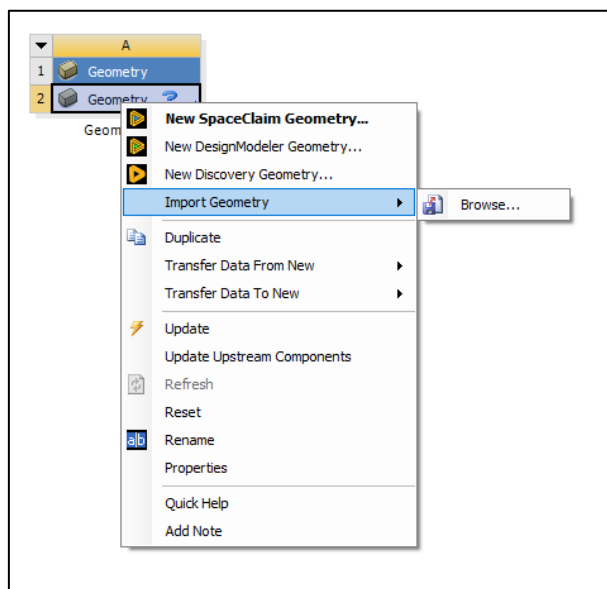 A
1 Geometry
2 Geometry ?
Geom
New SpaceClaim Geometry...
New DesignModeler Geometry...
New Discovery Geometry...
Import Geometry
Browse...
Duplicate
Transfer Data From New
Transfer Data To New
Update
Update Upstream Components
Refresh
Reset
a|b Rename
Properties
Quick Help
Add Note